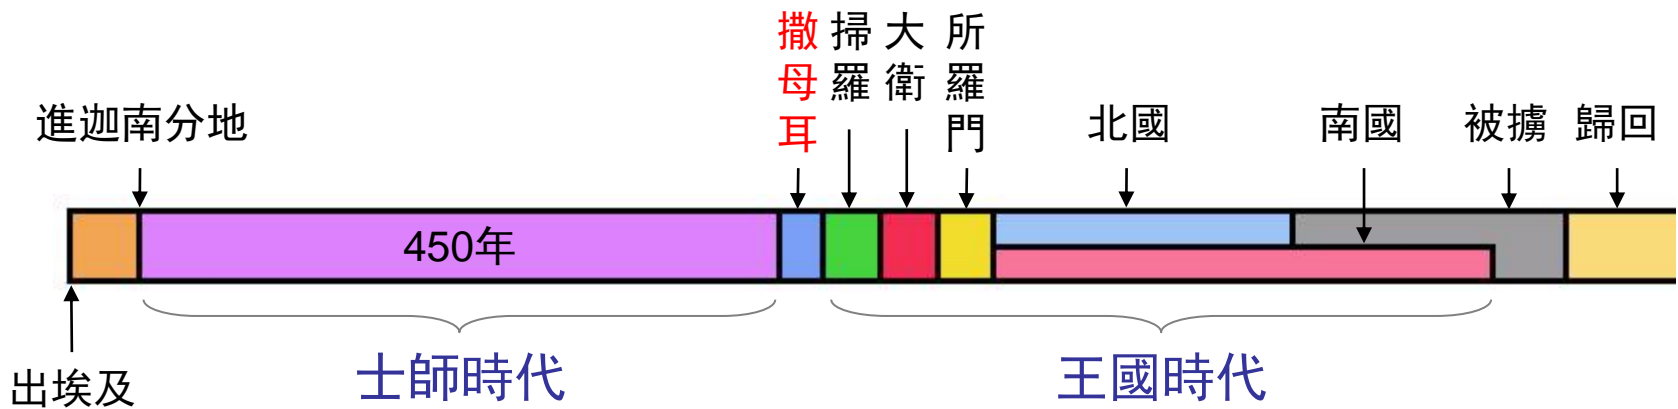 撒母耳
掃羅
大衛
所羅門
進迦南分地
北國
南國
被擄
歸回
450年
士師時代
王國時代
出埃及